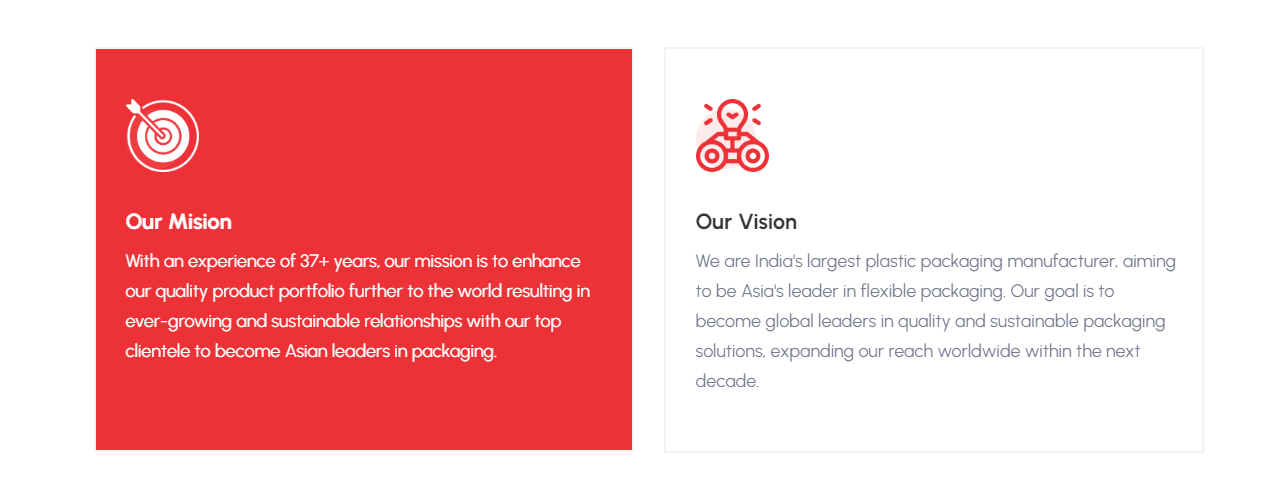 Our Mision
With an experience of 37+ years, our mission is to enhance
our quality product portfolio further to the world resulting in
ever-growing and sustainable relationships with our top
clientele to become Asian leaders in packaging.
Our Vision
We are India's largest plastic packaging manufacturer, aiming
to be Asia's leader in flexible packaging. Our goal is to
become global leaders in quality and sustainable packaging
solutions, expanding our reach worldwide within the next
decade.